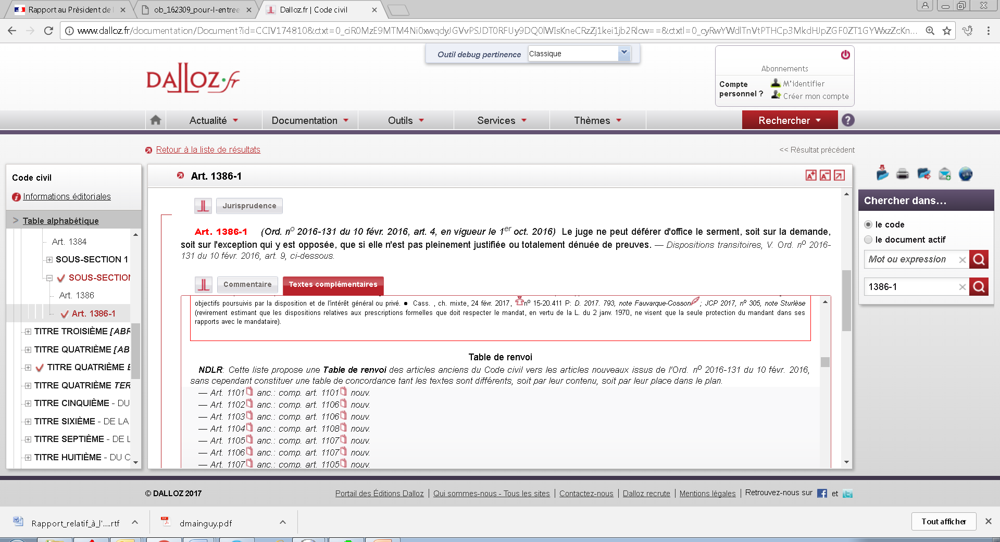 Rapport au Président de l
ob_162309_pour-l-entree
Dalloz.fr | Code civil
www.dalloz.fr/documentation/Document?id=CCIV174810&ctxt=0_
Outil debug pertinence
Classique
DALLOZ.fr
Abonnements
Compte personnel ?
M'identifier
Créer mon compte
Actualité
Documentation
Outils
Services
Thèmes
Rechercher
?
Retour à la liste de résultats
<< Résultat précédent
Code civil
Informations éditoriales
> Table alphabétique
Art. 1384
SOUS-SECTION 1
SOUS-SECTION
Art. 1386
Art. 1386-1
TITRE TROISIÈME [ABR
TITRE QUATRIÈME [AB
TITRE QUATRIÈME
TITRE QUATRIÈME TER
TITRE CINQUIÈME - DU
TITRE SIXIÈME - DE LA
TITRE SEPTIÈME - DE L
TITRE HUITIÈME - DU C
Art. 1386-1
A+
A-
Jurisprudence
Art. 1386-1 (Ord. nº 2016-131 du 10 févr. 2016, art. 4, en vigueur le 1er oct. 2016) Le juge ne peut déférer d'office le serment, soit sur la demande,
soit sur l'exception qui y est opposée, que si elle n'est pas pleinement justifiée ou totalement dénuée de preuves. — Dispositions transitoires, V. Ord. nº 2016-
131 du 10 févr. 2016, art. 9, ci-dessous.
Commentaire
Textes complémentaires
objectifs poursuivis par la disposition et de l'intérêt général ou privé. ● Cass. , ch. mixte, 24 févr. 2017, nº 15-20.411 P: D. 2017. 793, note Fauvarque-Cosson ; JCP 2017, nº 305, note Sturlèse
(revirement estimant que les dispositions relatives aux prescriptions formelles que doit respecter le mandat, en vertu de la L. du 2 janv. 1970, ne visent que la seule protection du mandant dans ses
rapports avec le mandataire).
Table de renvoi
NDLR: Cette liste propose une Table de renvoi des articles anciens du Code civil vers les articles nouveaux issus de l'Ord. nº 2016-131 du 10 févr. 2016,
sans cependant constituer une table de concordance tant les textes sont différents, soit par leur contenu, soit par leur place dans le plan.
— Art. 1101 anc.: comp. art. 1101 nouv.
— Art. 1102 anc.: comp. art. 1106 nouv.
— Art. 1103 anc.: comp. art. 1106 nouv.
— Art. 1104 anc.: comp. art. 1108 nouv.
— Art. 1105 anc.: comp. art. 1107 nouv.
— Art. 1106 anc.: comp. art. 1107 nouv.
— Art. 1107 anc.: comp. art. 1105 nouv.
Chercher dans...
le code
le document actif
Mot ou expression
1386-1
© DALLOZ 2017
Portail des Éditions Dalloz | Qui sommes-nous - Tous les sites | Contactez-nous | Dalloz recrute | Mentions légales | Retrouvez-nous sur et
Rapport_relatif_à_l'....rtf
dmainguy.pdf
Tout afficher